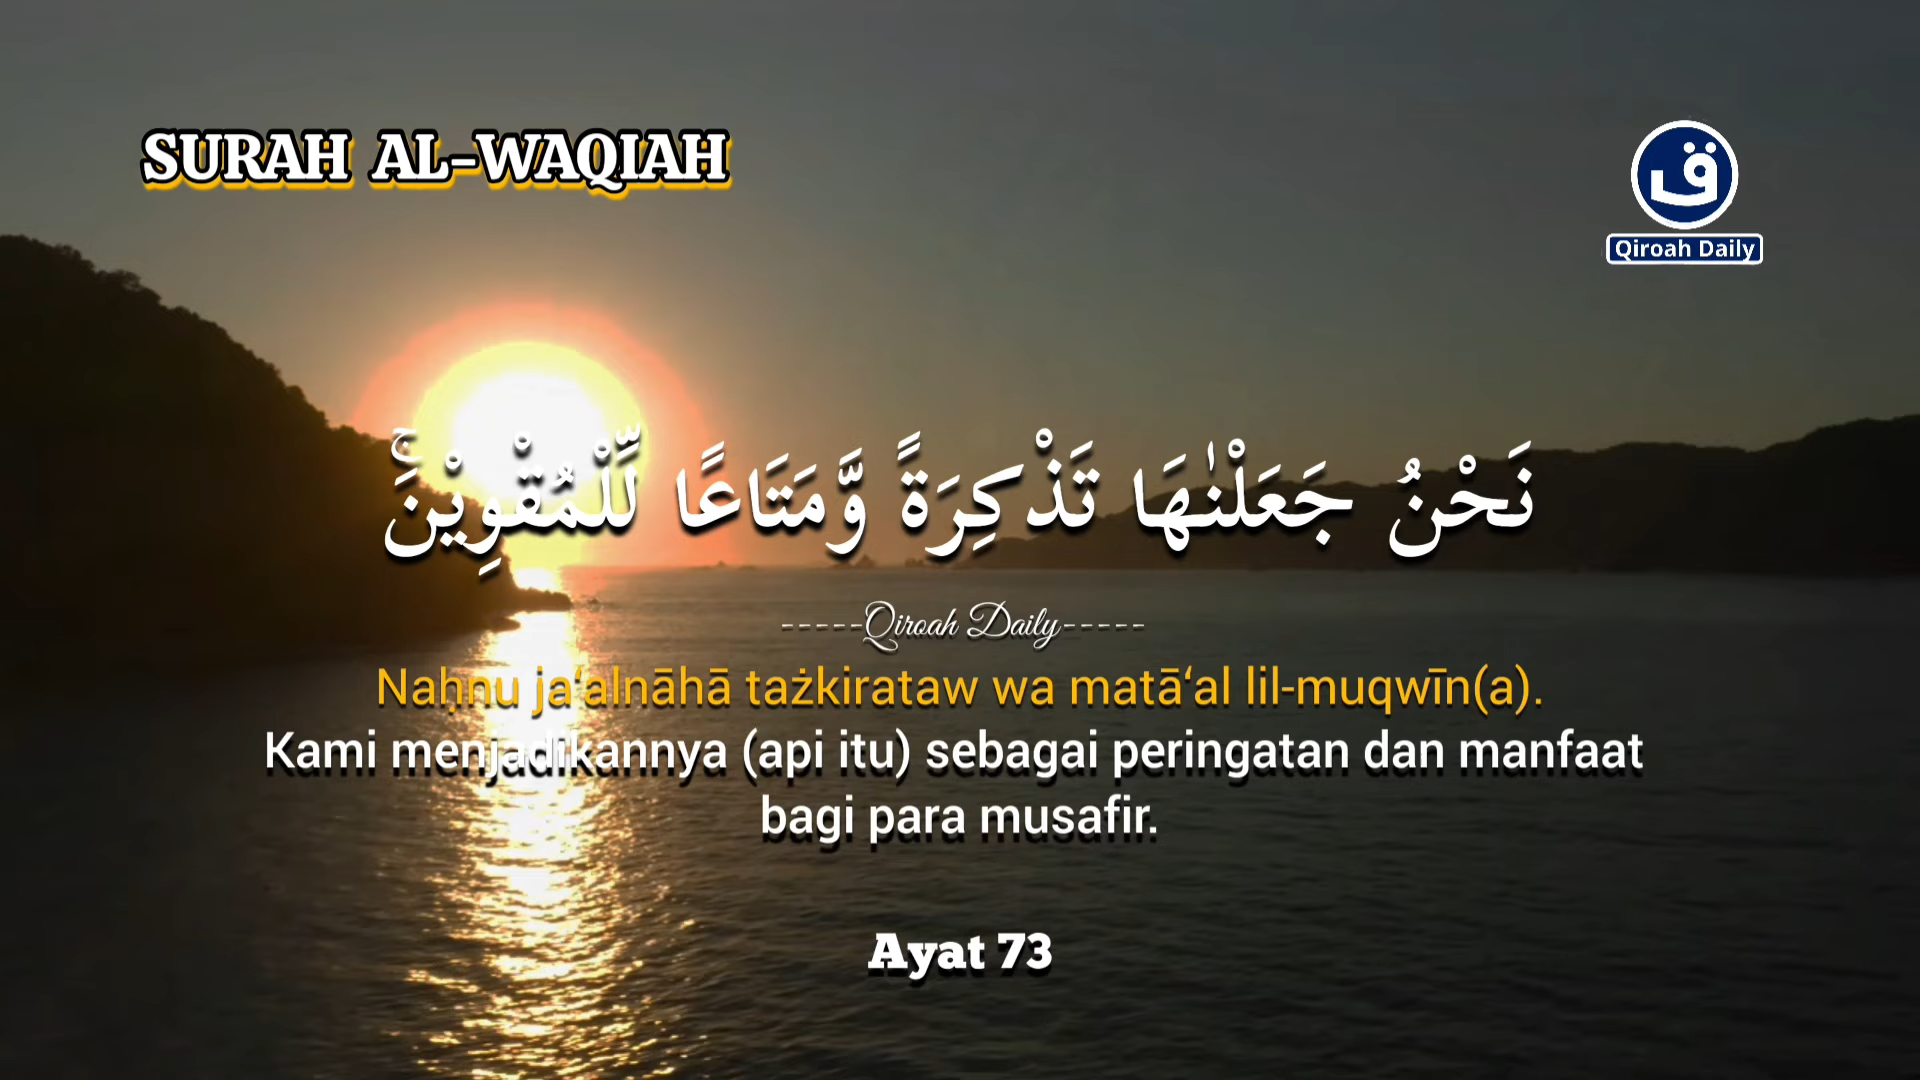 SURAH AL-WAQIAH
ق
Qiroah Daily
نَحْنُ جَعَلْنٰهَا تَذْكِرَةً وَّمَتَاعًا لِّلْمُقْوِيْنَۚ
-----Qiroah Daily-----
Naḥnu ja‘alnāhā tażkirataw wa matā‘al lil-muqwīn(a).
Kami menjadikannya (api itu) sebagai peringatan dan manfaat
bagi para musafir.
Ayat 73